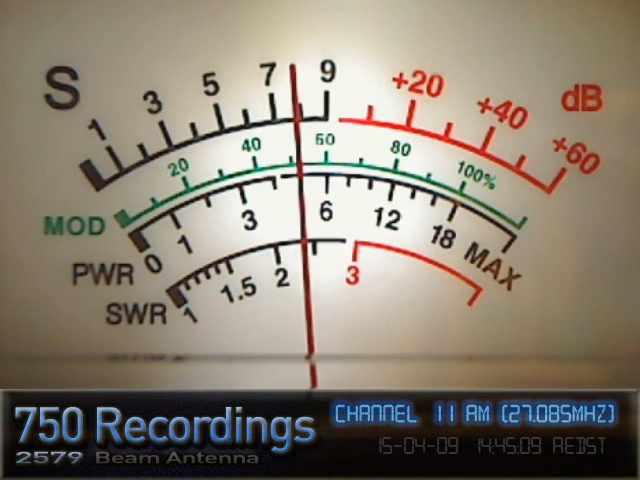 S 1 3 5 7 9 +20 +40 +60 dB
MOD 20 40 60 80 100%
PWR 0 1 3 6 12 18 MAX
SWR 1 1.5 2 3
750 Recordings
2579 Beam Antenna
CHANNEL 11 AM (27.085MHZ)
15-04-09 14:45:09 AEDST